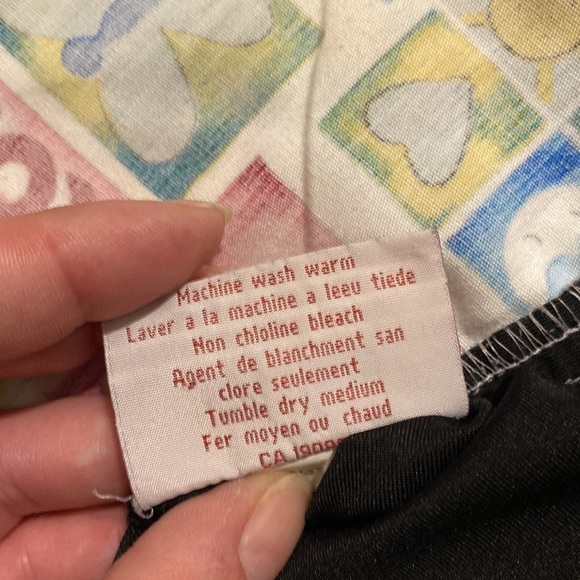 Machine wash warm
Laver a la machine a leeu tiede
Non chloline bleach
Agent de blanchment san
clore seulement
Tumble dry medium
Fer moyen ou chaud
CA